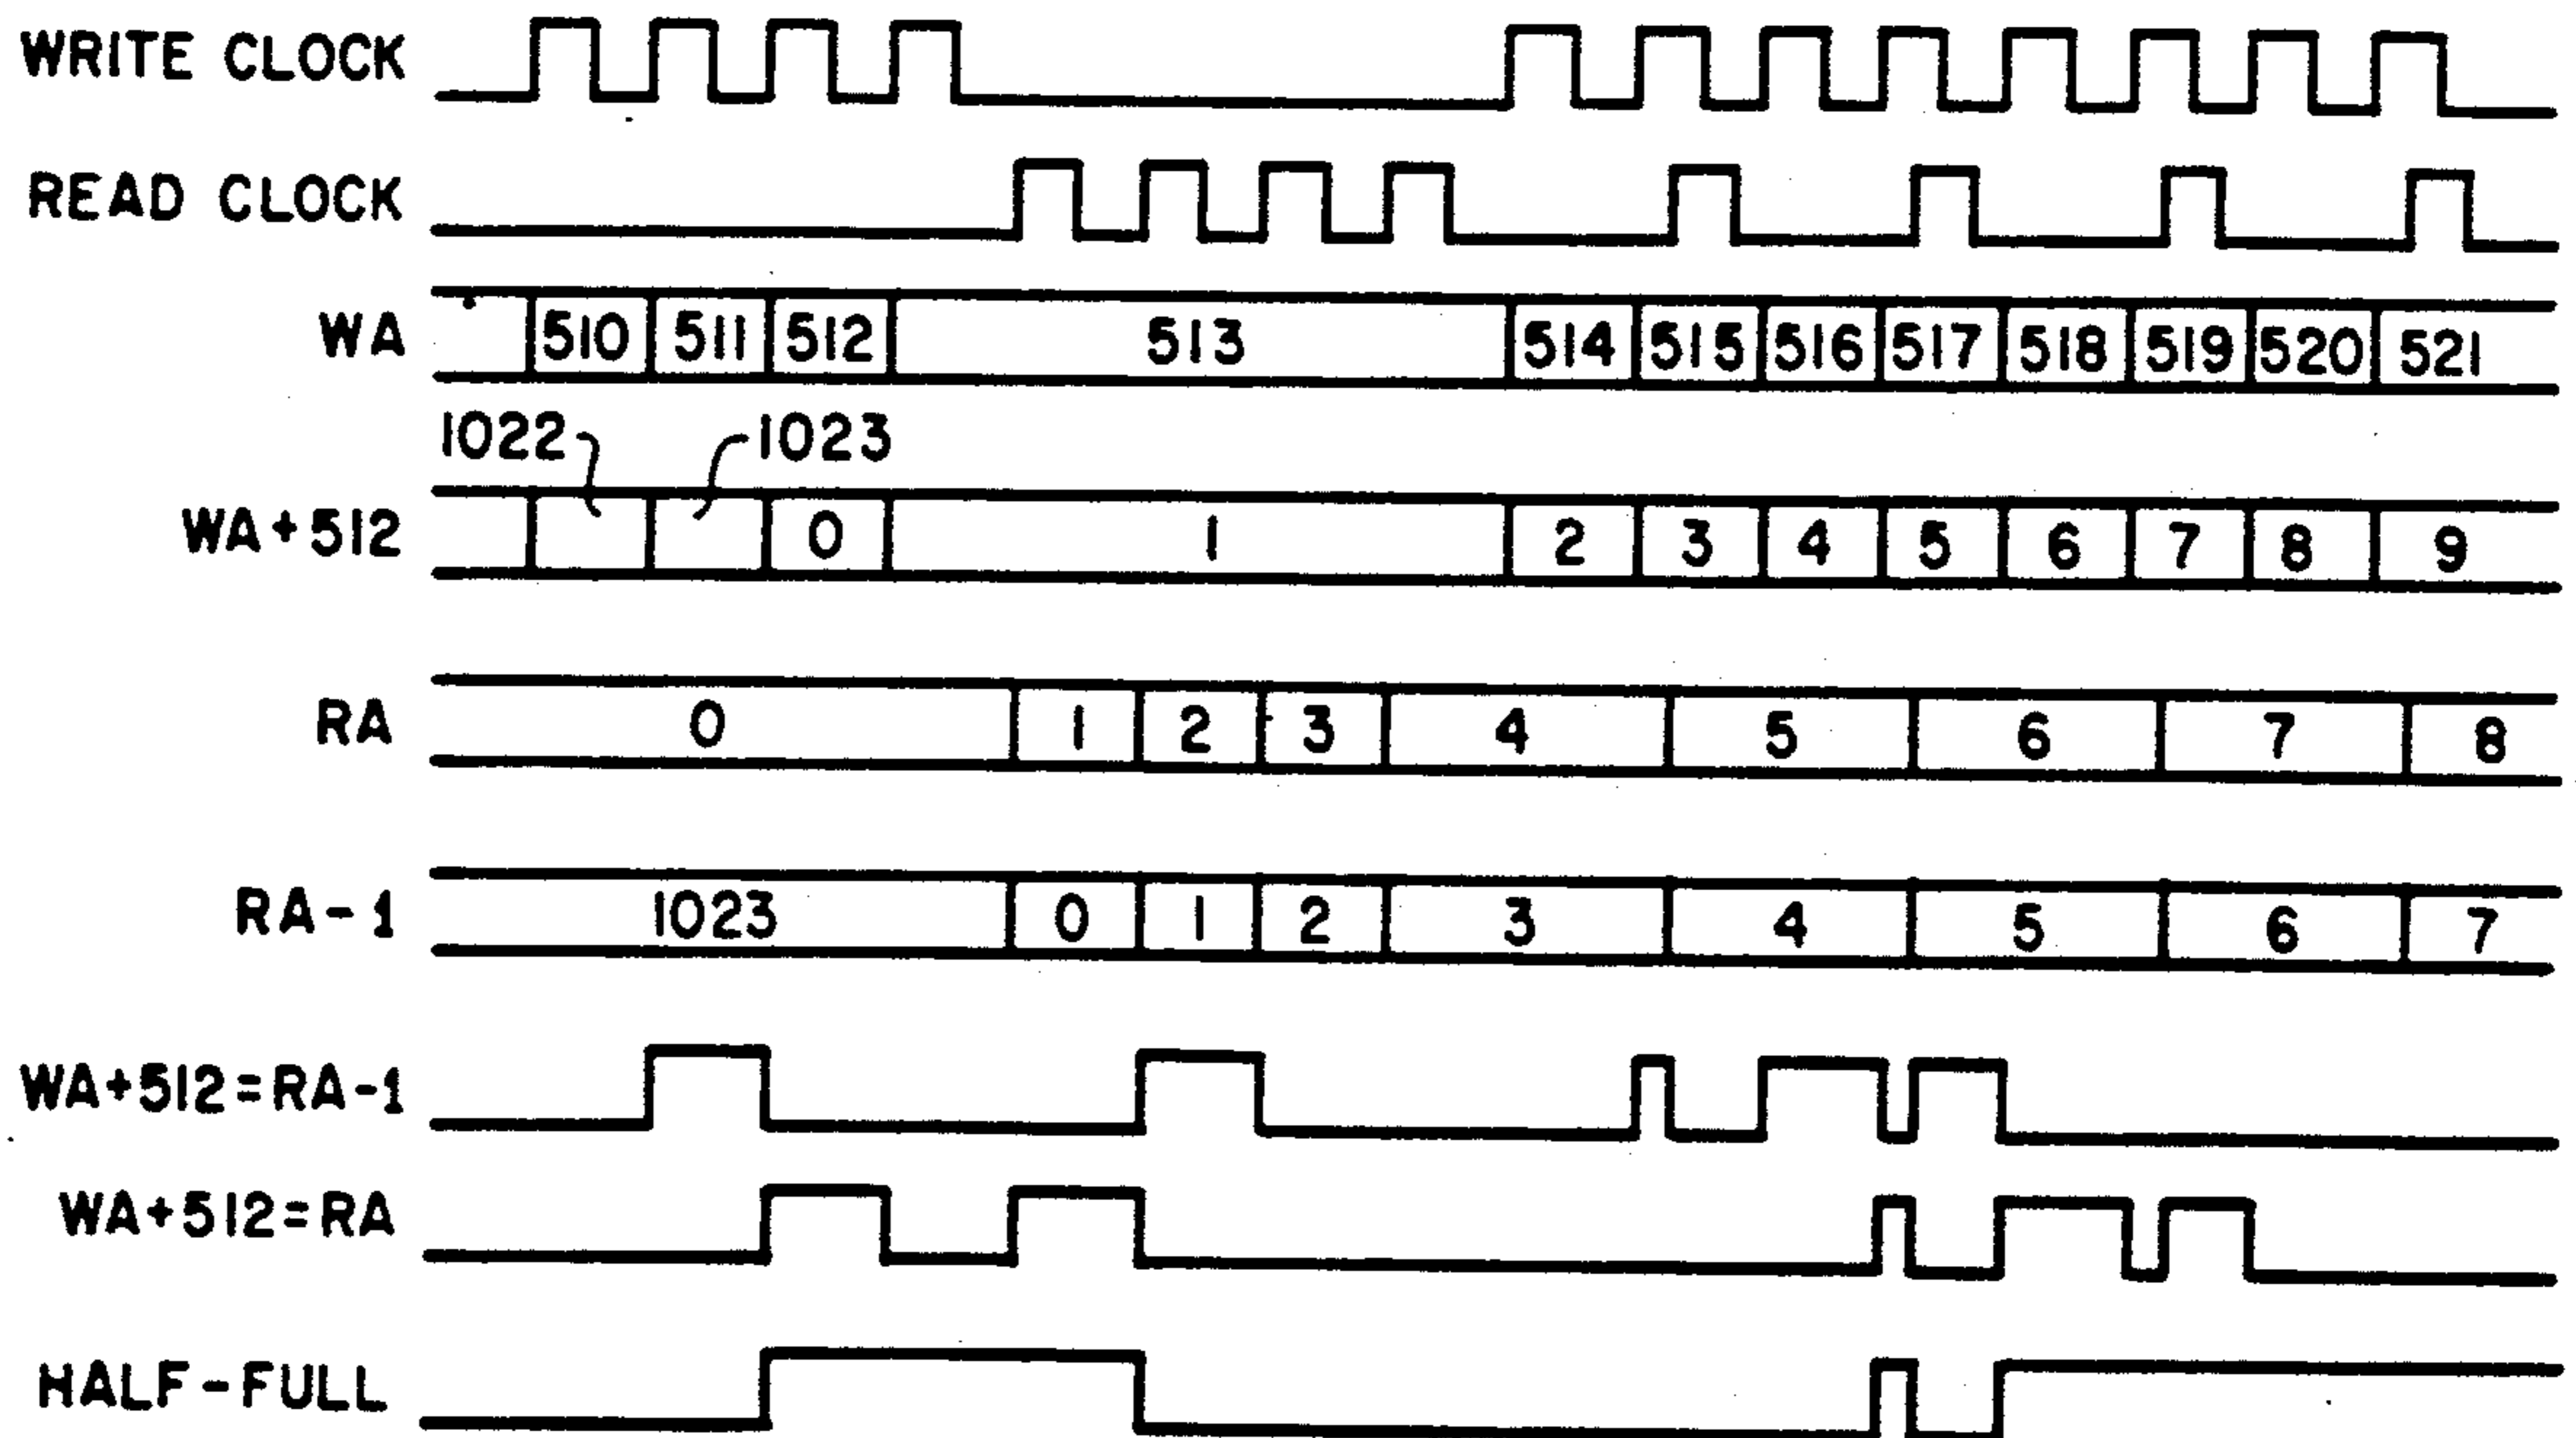 WRITE CLOCK
READ CLOCK
WA 510 511 512 513 514 515 516 517 518 519 520 521
1022 1023
WA+512 0 1 2 3 4 5 6 7 8 9
RA 0 1 2 3 4 5 6 7 8
RA-1 1023 0 1 2 3 4 5 6 7
WA+512=RA-1
WA+512=RA
HALF-FULL